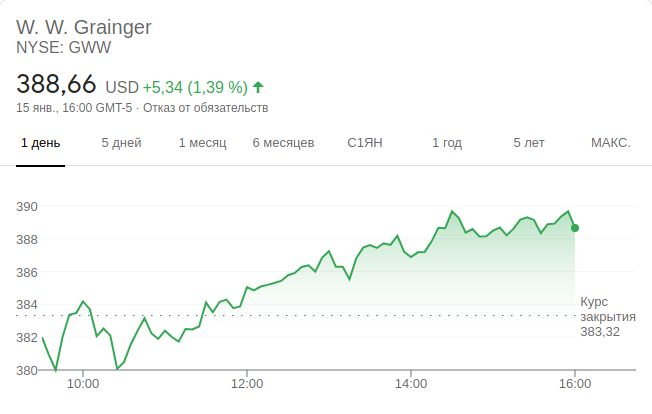 W. W. Grainger
NYSE: GWW
388,66 USD +5,34 (1,39 %)
15 янв., 16:00 GMT-5 · Отказ от обязательств
1 день 5 дней 1 месяц 6 месяцев С1ЯН 1 год 5 лет МАКС.
390
388
386
384
382
380
Курс
закрытия
383,32
10:00 12:00 14:00 16:00